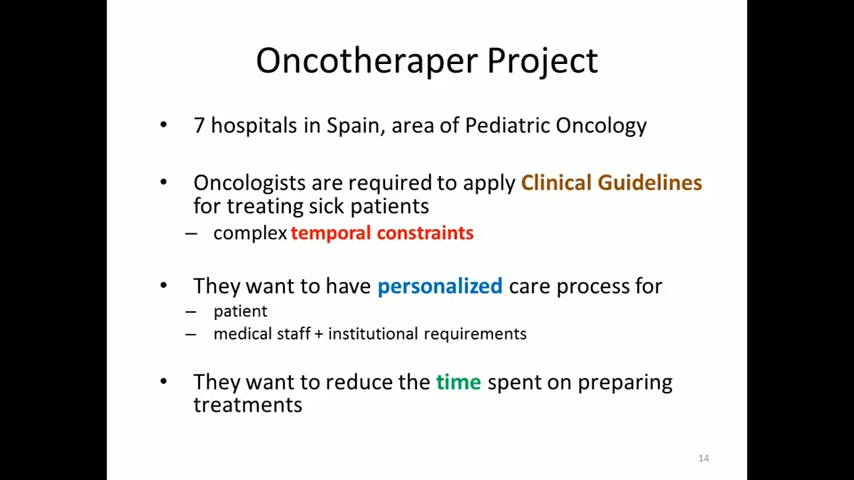 Oncotheraper Project
• 7 hospitals in Spain, area of Pediatric Oncology
• Oncologists are required to apply Clinical Guidelines
for treating sick patients
– complex temporal constraints
• They want to have personalized care process for
– patient
– medical staff + institutional requirements
• They want to reduce the time spent on preparing
treatments
14